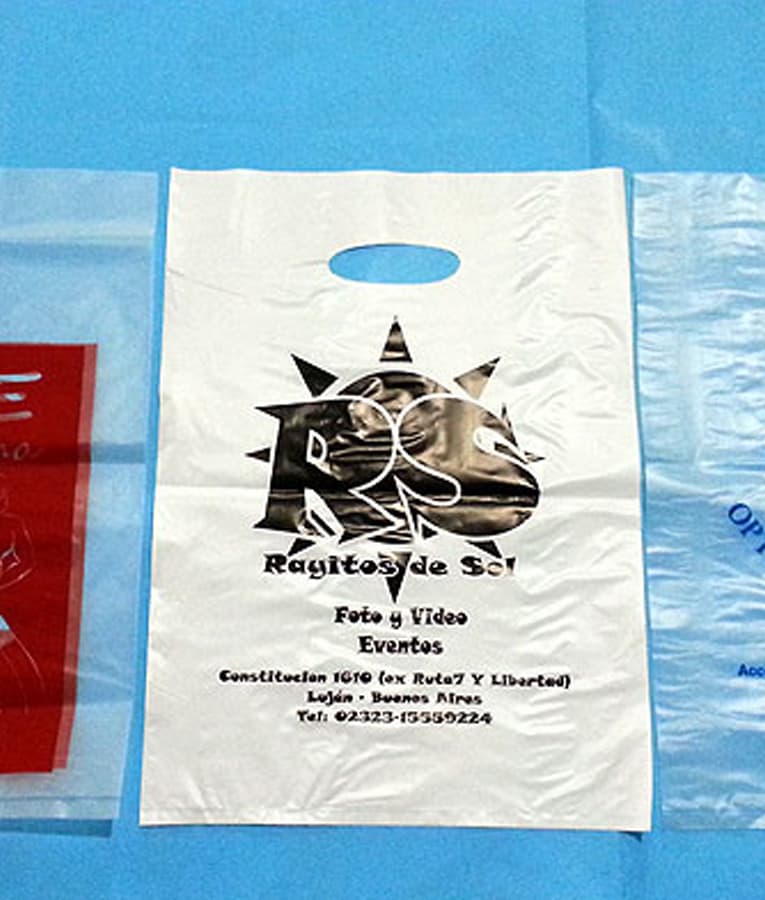 RS
Rayitos de Sol
Foto y Video
Eventos
Constitucion 1610 (ex Ruta7 Y Libertad)
Luján - Buenos Aires
Tel: 02323-15559224